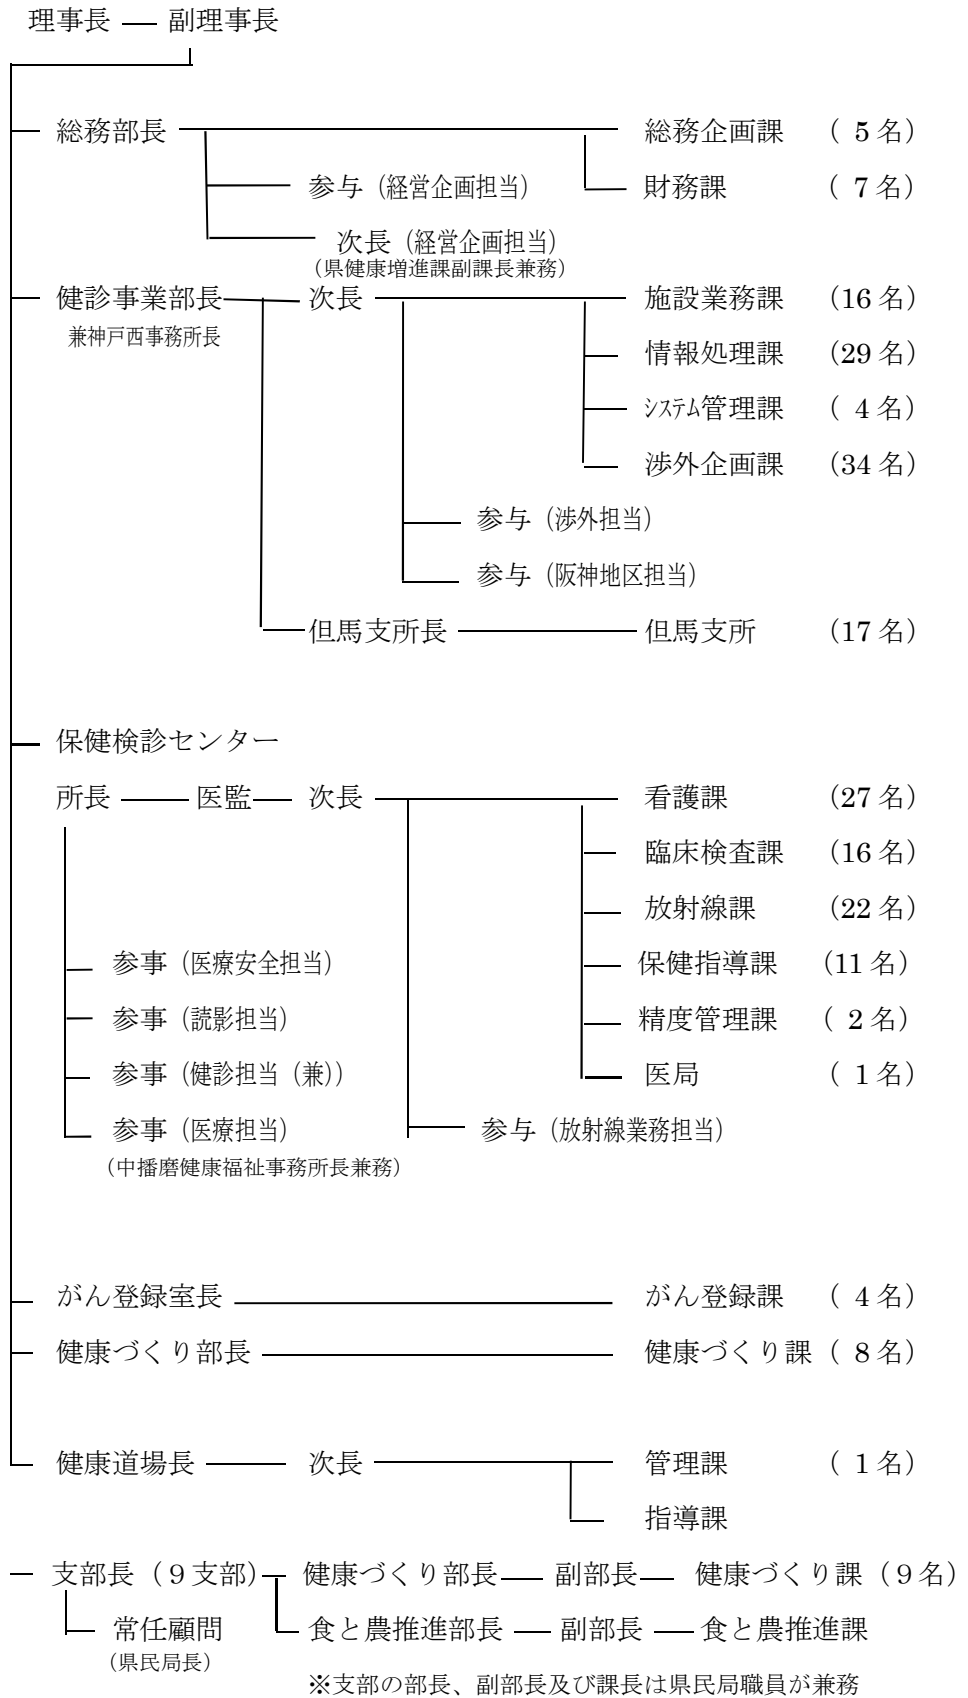 理事長 副理事長
総務部長 総務企画課 （ 5名）
参与（経営企画担当） 財務課 （ 7名）
次長（経営企画担当）
（県健康増進課副課長兼務）
健診事業部長 次長 施設業務課 （16名）
兼神戸西事務所長
情報処理課 （29名）
ｼｽﾃﾑ管理課 （ 4名）
渉外企画課 （34名）
参与（渉外担当）
参与（阪神地区担当）
但馬支所長 但馬支所 （17名）
保健検診センター
所長 医監 次長 看護課 （27名）
臨床検査課 （16名）
放射線課 （22名）
参事（医療安全担当） 保健指導課 （11名）
参事（読影担当） 精度管理課 （ 2名）
参事（健診担当（兼）） 医局 （ 1名）
参事（医療担当） 参与（放射線業務担当）
（中播磨健康福祉事務所長兼務）
がん登録室長 がん登録課 （ 4名）
健康づくり部長 健康づくり課（ 8名）
健康道場長 次長 管理課 （ 1名）
指導課
支部長（９支部） 健康づくり部長 副部長 健康づくり課（９名）
常任顧問 食と農推進部長 副部長 食と農推進課
（県民局長）
※支部の部長、副部長及び課長は県民局職員が兼務